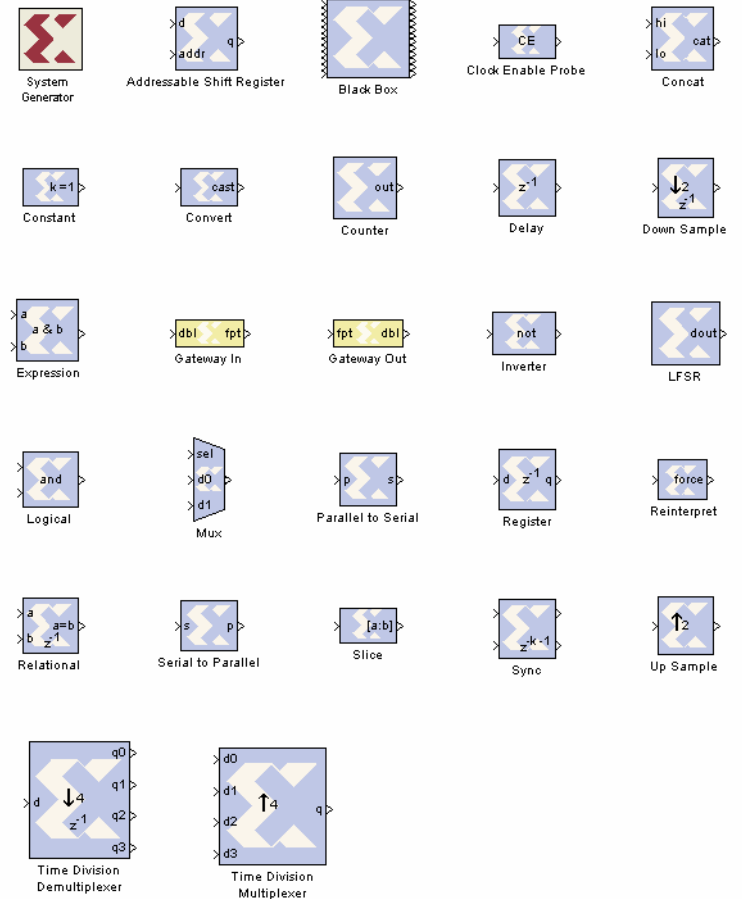 System
Generator
d
addr
q
Addressable Shift Register
Black Box
CE
Clock Enable Probe
hi
lo
cat
Concat
k =1
Constant
cast
Convert
out
Counter
z-1
Delay
↓2
z-1
Down Sample
a
b
a & b
Expression
dbl fpt
Gateway In
fpt dbl
Gateway Out
not
Inverter
dout
LFSR
and
Logical
sel
d0
d1
Mux
p s
Parallel to Serial
d z-1 q
Register
force
Reinterpret
a
a=b
b z-1
Relational
s p
Serial to Parallel
[a:b]
Slice
z-k -1
Sync
↑2
Up Sample
q0
q1
d ↓4
z-1
q2
q3
Time Division
Demultiplexer
d0
d1
↑4 q
d2
d3
Time Division
Multiplexer